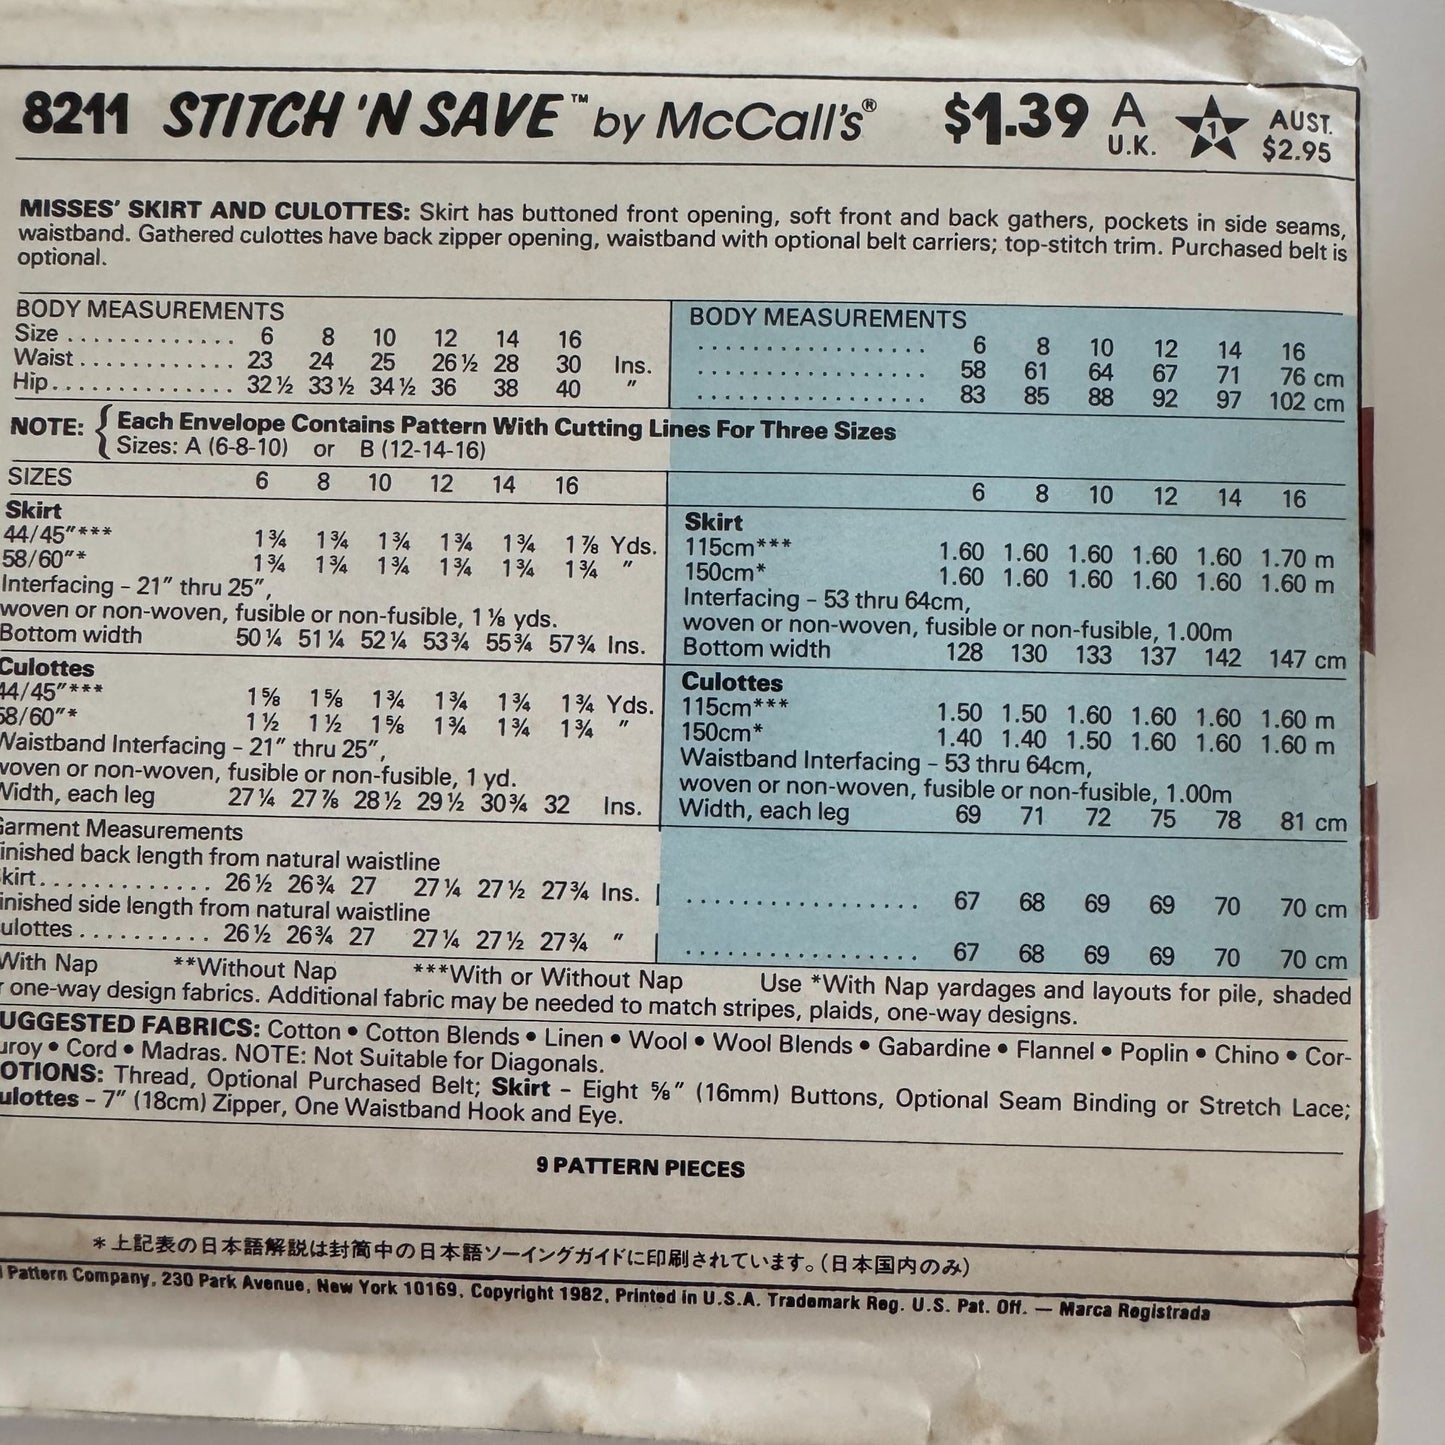 8211 STITCH 'N SAVE™ by McCall's® $1.39 A U.K. 1 AUST. $2.95
MISSES' SKIRT AND CULOTTES: Skirt has buttoned front opening, soft front and back gathers, pockets in side seams,
waistband. Gathered culottes have back zipper opening, waistband with optional belt carriers; top-stitch trim. Purchased belt is
optional.
BODY MEASUREMENTS
Size . . . . . . . . . . . . . 6 8 10 12 14 16
Waist . . . . . . . . . . . . 23 24 25 26½ 28 30 Ins.
Hip. . . . . . . . . . . . . . 32½ 33½ 34½ 36 38 40 "
BODY MEASUREMENTS
. . . . . . . . . . . . . . . . . 6 8 10 12 14 16
. . . . . . . . . . . . . . . . . 58 61 64 67 71 76 cm
. . . . . . . . . . . . . . . . . 83 85 88 92 97 102 cm
NOTE: { Each Envelope Contains Pattern With Cutting Lines For Three Sizes
Sizes: A (6-8-10) or B (12-14-16)
SIZES 6 8 10 12 14 16
Skirt
44/45"*** 1¾ 1¾ 1¾ 1¾ 1¾ 1⅞ Yds.
58/60"* 1¾ 1¾ 1¾ 1¾ 1¾ 1¾ "
Interfacing – 21" thru 25",
woven or non-woven, fusible or non-fusible, 1⅛ yds.
Bottom width 50¼ 51¼ 52¼ 53¾ 55¾ 57¾ Ins.
Culottes
44/45"*** 1⅝ 1⅝ 1¾ 1¾ 1¾ 1¾ Yds.
58/60"* 1½ 1½ 1⅝ 1¾ 1¾ 1¾ "
Waistband Interfacing – 21" thru 25",
woven or non-woven, fusible or non-fusible, 1 yd.
Width, each leg 27¼ 27⅞ 28½ 29½ 30¾ 32 Ins.
Garment Measurements
inished back length from natural waistline
kirt. . . . . . . . . . . . . 26½ 26¾ 27 27¼ 27½ 27¾ Ins.
inished side length from natural waistline
ulottes . . . . . . . . . . 26½ 26¾ 27 27¼ 27½ 27¾ "
6 8 10 12 14 16
Skirt
115cm*** 1.60 1.60 1.60 1.60 1.60 1.70 m
150cm* 1.60 1.60 1.60 1.60 1.60 1.60 m
Interfacing – 53 thru 64cm,
woven or non-woven, fusible or non-fusible, 1.00m
Bottom width 128 130 133 137 142 147 cm
Culottes
115cm*** 1.50 1.50 1.60 1.60 1.60 1.60 m
150cm* 1.40 1.40 1.50 1.60 1.60 1.60 m
Waistband Interfacing – 53 thru 64cm,
woven or non-woven, fusible or non-fusible, 1.00m
Width, each leg 69 71 72 75 78 81 cm
. . . . . . . . . . . . . . . . . 67 68 69 69 70 70 cm
. . . . . . . . . . . . . . . . . 67 68 69 69 70 70 cm
With Nap **Without Nap ***With or Without Nap Use *With Nap yardages and layouts for pile, shaded
r one-way design fabrics. Additional fabric may be needed to match stripes, plaids, one-way designs.
UGGESTED FABRICS: Cotton • Cotton Blends • Linen • Wool • Wool Blends • Gabardine • Flannel • Poplin • Chino • Cor-
uroy • Cord • Madras. NOTE: Not Suitable for Diagonals.
OTIONS: Thread, Optional Purchased Belt; Skirt – Eight ⅝" (16mm) Buttons, Optional Seam Binding or Stretch Lace;
ulottes – 7" (18cm) Zipper, One Waistband Hook and Eye.
9 PATTERN PIECES
*上記表の日本語解説は封筒中の日本語ソーイングガイドに印刷されています。(日本国内のみ)
l Pattern Company, 230 Park Avenue, New York 10169, Copyright 1982, Printed in U.S.A. Trademark Reg. U.S. Pat. Off. — Marca Registrada